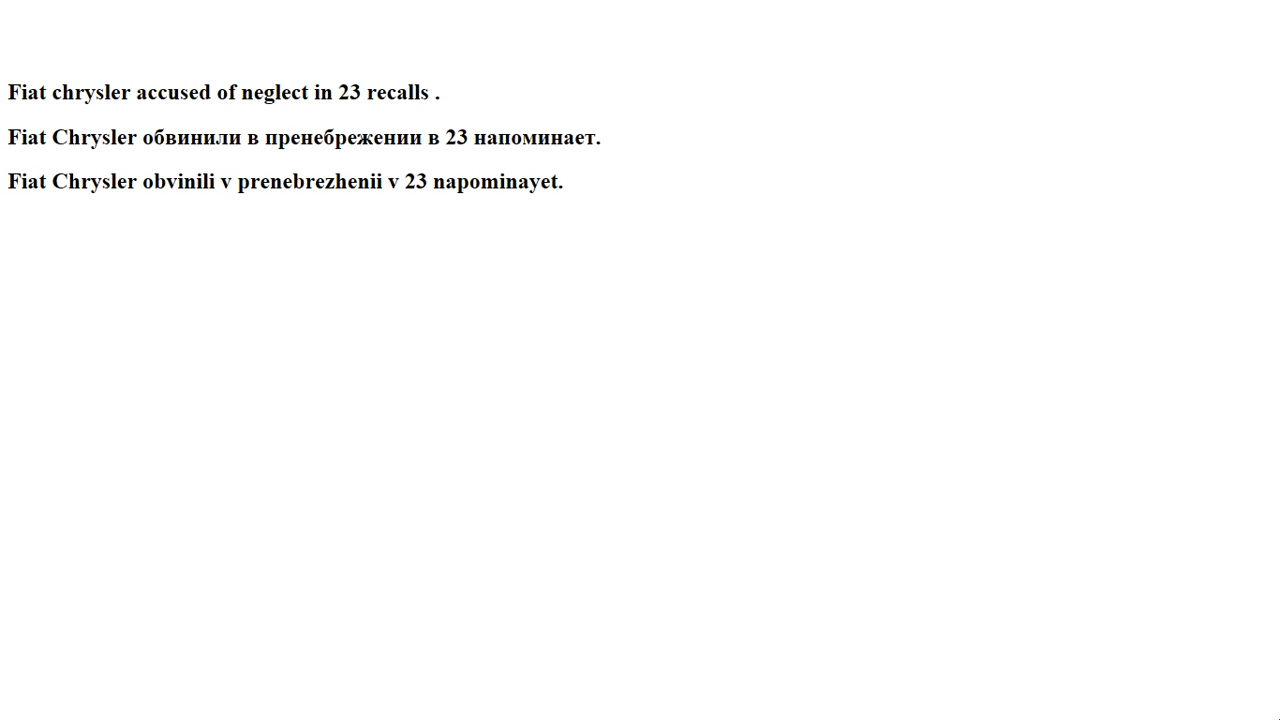 Fiat chrysler accused of neglect in 23 recalls .
Fiat Chrysler обвинили в пренебрежении в 23 напоминает.
Fiat Chrysler obvinili v prenebrezhenii v 23 napominayet.